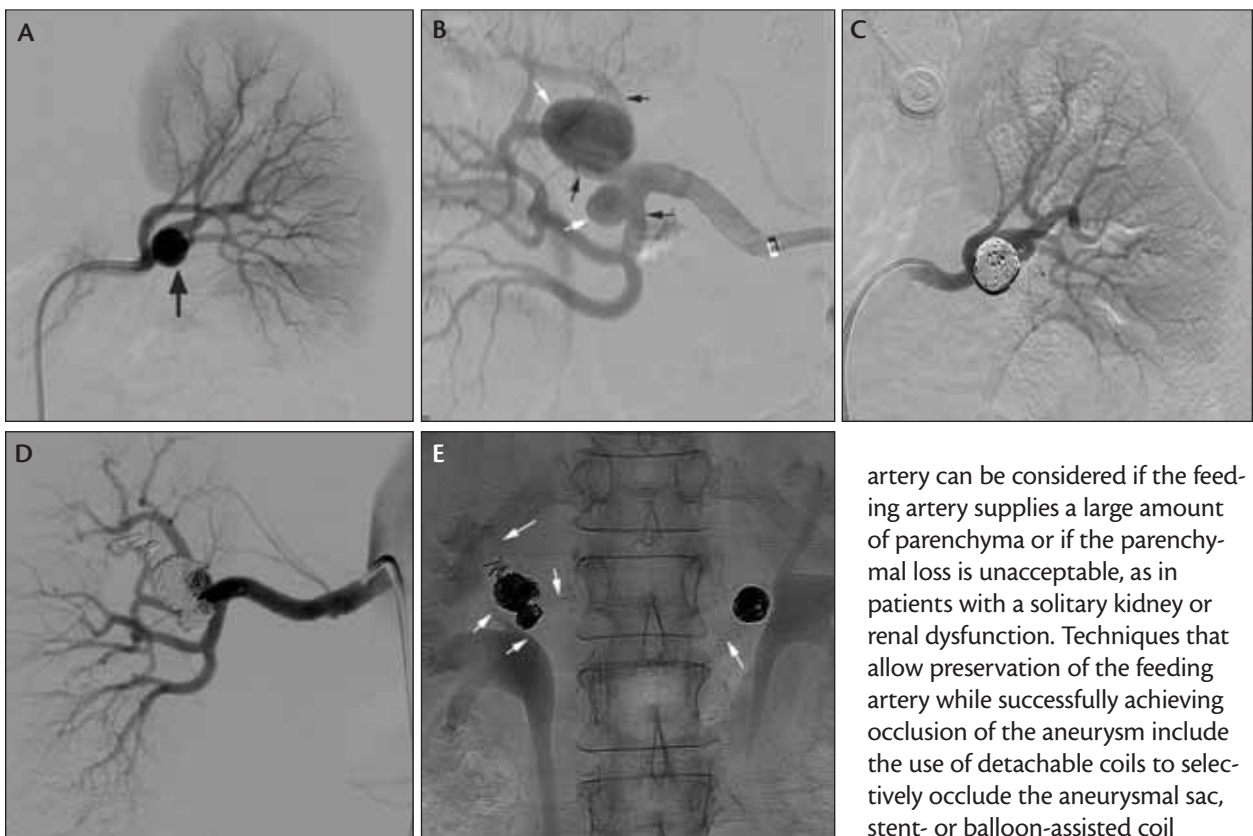 A
B
C
D
E
artery can be considered if the feed-
ing artery supplies a large amount
of parenchyma or if the parenchy-
mal loss is unacceptable, as in
patients with a solitary kidney or
renal dysfunction. Techniques that
allow preservation of the feeding
artery while successfully achieving
occlusion of the aneurysm include
the use of detachable coils to selec-
tively occlude the aneurysmal sac,
stent- or balloon-assisted coil